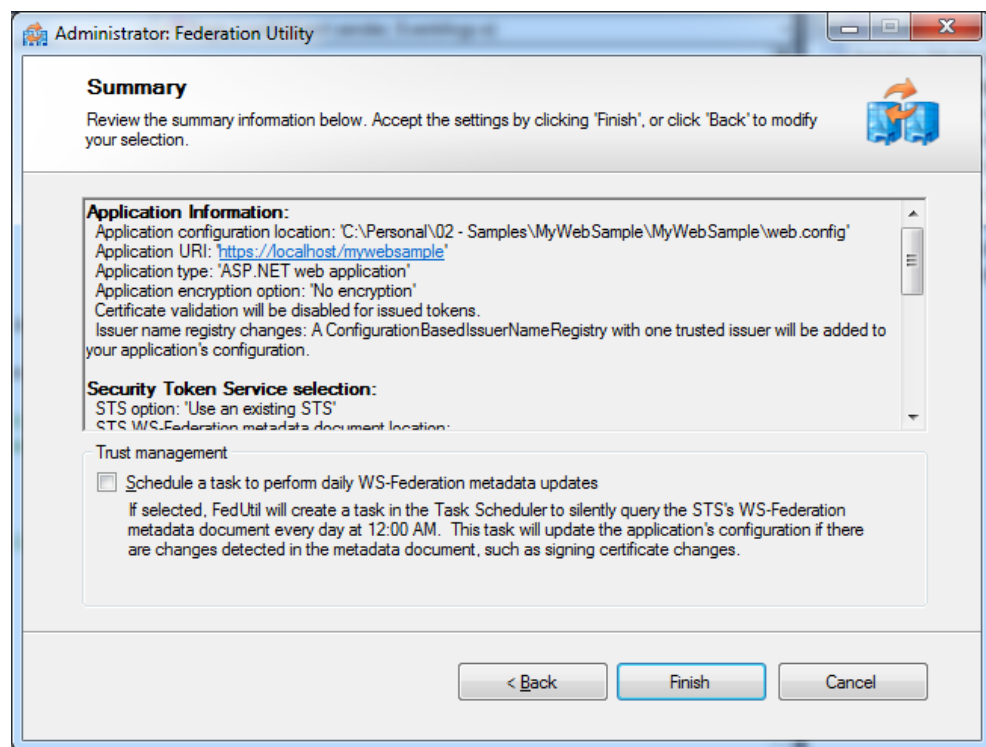 Administrator: Federation Utility
Summary
Review the summary information below. Accept the settings by clicking 'Finish', or click 'Back' to modify
your selection.
Application Information:
Application configuration location: 'C:\Personal\02 - Samples\MyWebSample\MyWebSample\web.config'
Application URI: 'https://localhost/mywebsample'
Application type: 'ASP.NET web application'
Application encryption option: 'No encryption'
Certificate validation will be disabled for issued tokens.
Issuer name registry changes: A ConfigurationBasedIssuerNameRegistry with one trusted issuer will be added to
your application's configuration.
Security Token Service selection:
STS option: 'Use an existing STS'
STS WS-Federation metadata document location:
Trust management
Schedule a task to perform daily WS-Federation metadata updates
If selected, FedUtil will create a task in the Task Scheduler to silently query the STS's WS-Federation
metadata document every day at 12:00 AM. This task will update the application's configuration if there
are changes detected in the metadata document, such as signing certificate changes.
< Back
Finish
Cancel